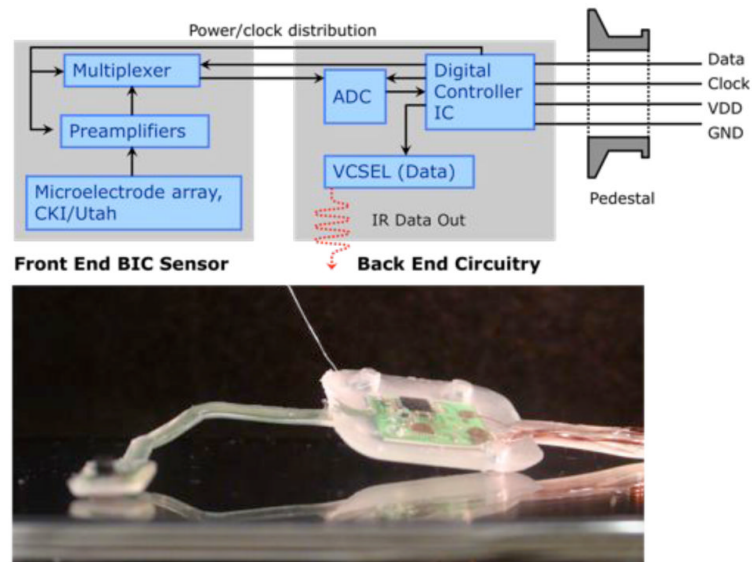 Power/clock distribution
Multiplexer
Preamplifiers
Microelectrode array,
CKI/Utah
ADC
Digital
Controller
IC
VCSEL (Data)
IR Data Out
Data
Clock
VDD
GND
Pedestal
Front End BIC Sensor
Back End Circuitry